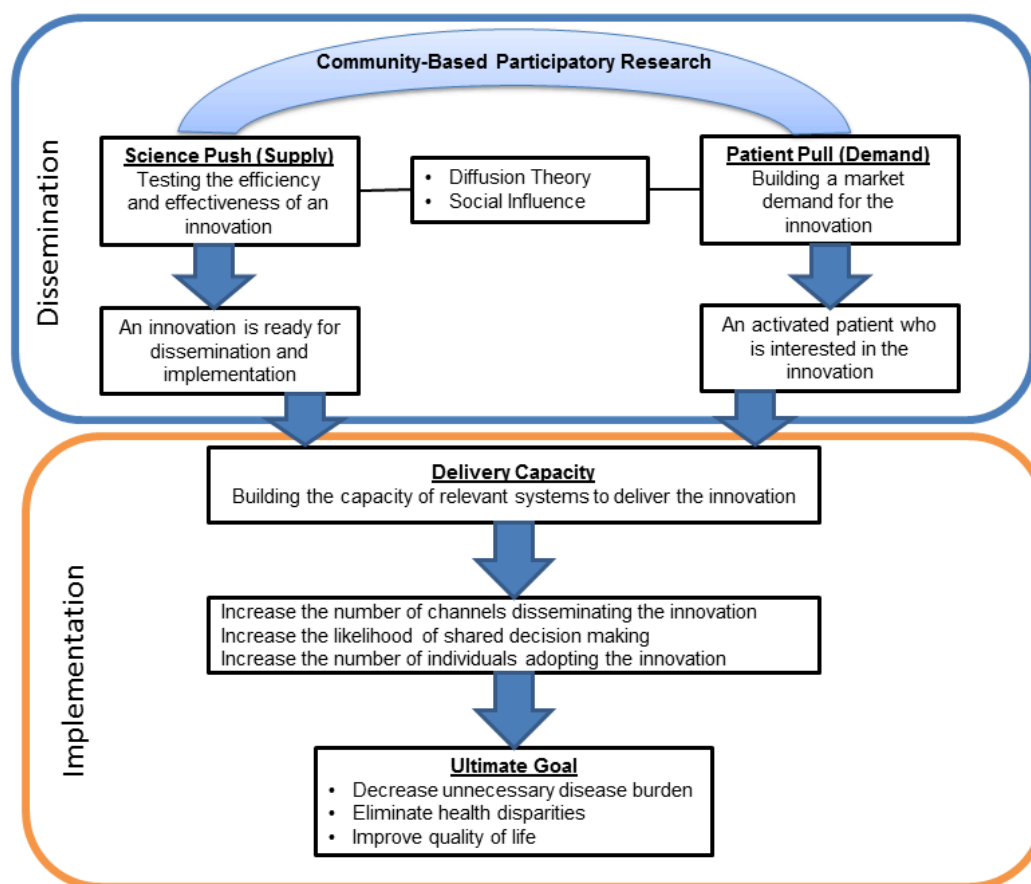 Community-Based Participatory Research
Dissemination
Science Push (Supply)
Testing the efficiency
and effectiveness of an
innovation
• Diffusion Theory
• Social Influence
Patient Pull (Demand)
Building a market
demand for the
innovation
An innovation is ready for
dissemination and
implementation
An activated patient who
is interested in the
innovation
Implementation
Delivery Capacity
Building the capacity of relevant systems to deliver the innovation
Increase the number of channels disseminating the innovation
Increase the likelihood of shared decision making
Increase the number of individuals adopting the innovation
Ultimate Goal
• Decrease unnecessary disease burden
• Eliminate health disparities
• Improve quality of life